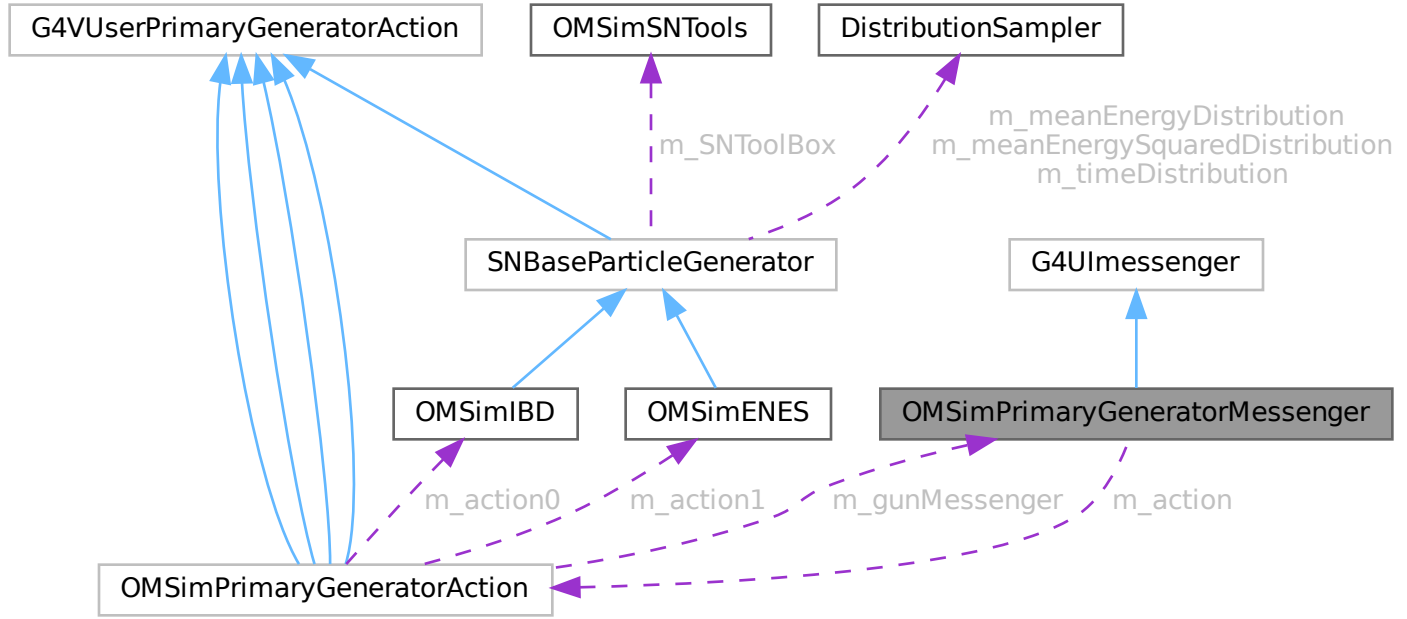 G4VUserPrimaryGeneratorAction
OMSimSNTools
DistributionSampler
m_SNToolBox
m_meanEnergyDistribution
m_meanEnergySquaredDistribution
m_timeDistribution
SNBaseParticleGenerator
G4UImessenger
OMSimIBD
OMSimENES
OMSimPrimaryGeneratorMessenger
m_action0
m_action1
m_gunMessenger
m_action
OMSimPrimaryGeneratorAction